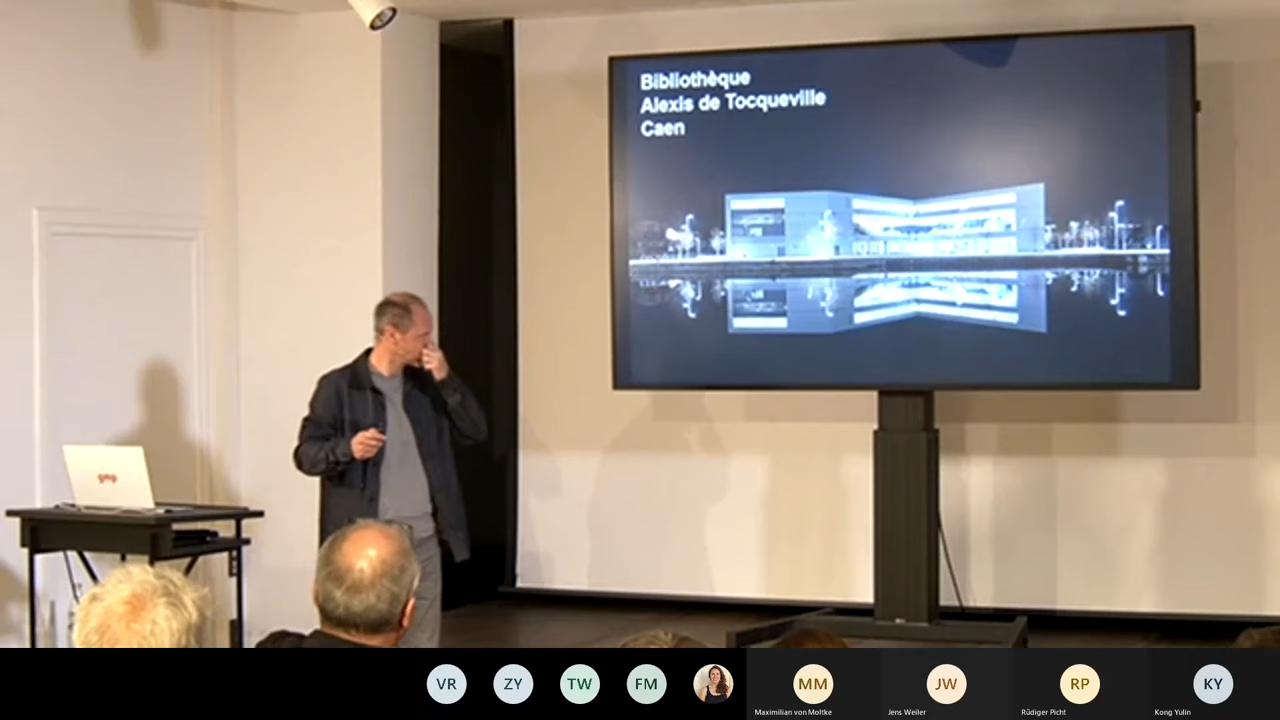 Bibliothèque
Alexis de Tocqueville
Caen
gmp
VR
ZY
TW
FM
MM
JW
RP
KY
Maximilian von Moltke
Jens Weiler
Rüdiger Picht
Kong Yulin